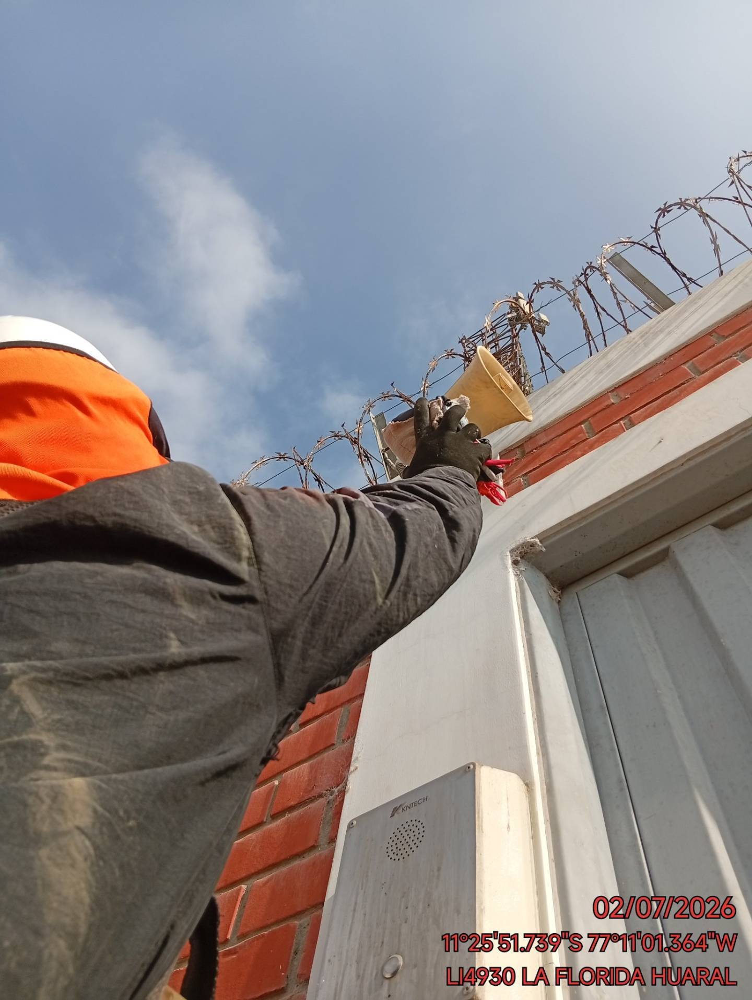 KNTECH
02/07/2026
11°25'51.739"S 77°11'01.364"W
LI4930 LA FLORIDA HUARAL